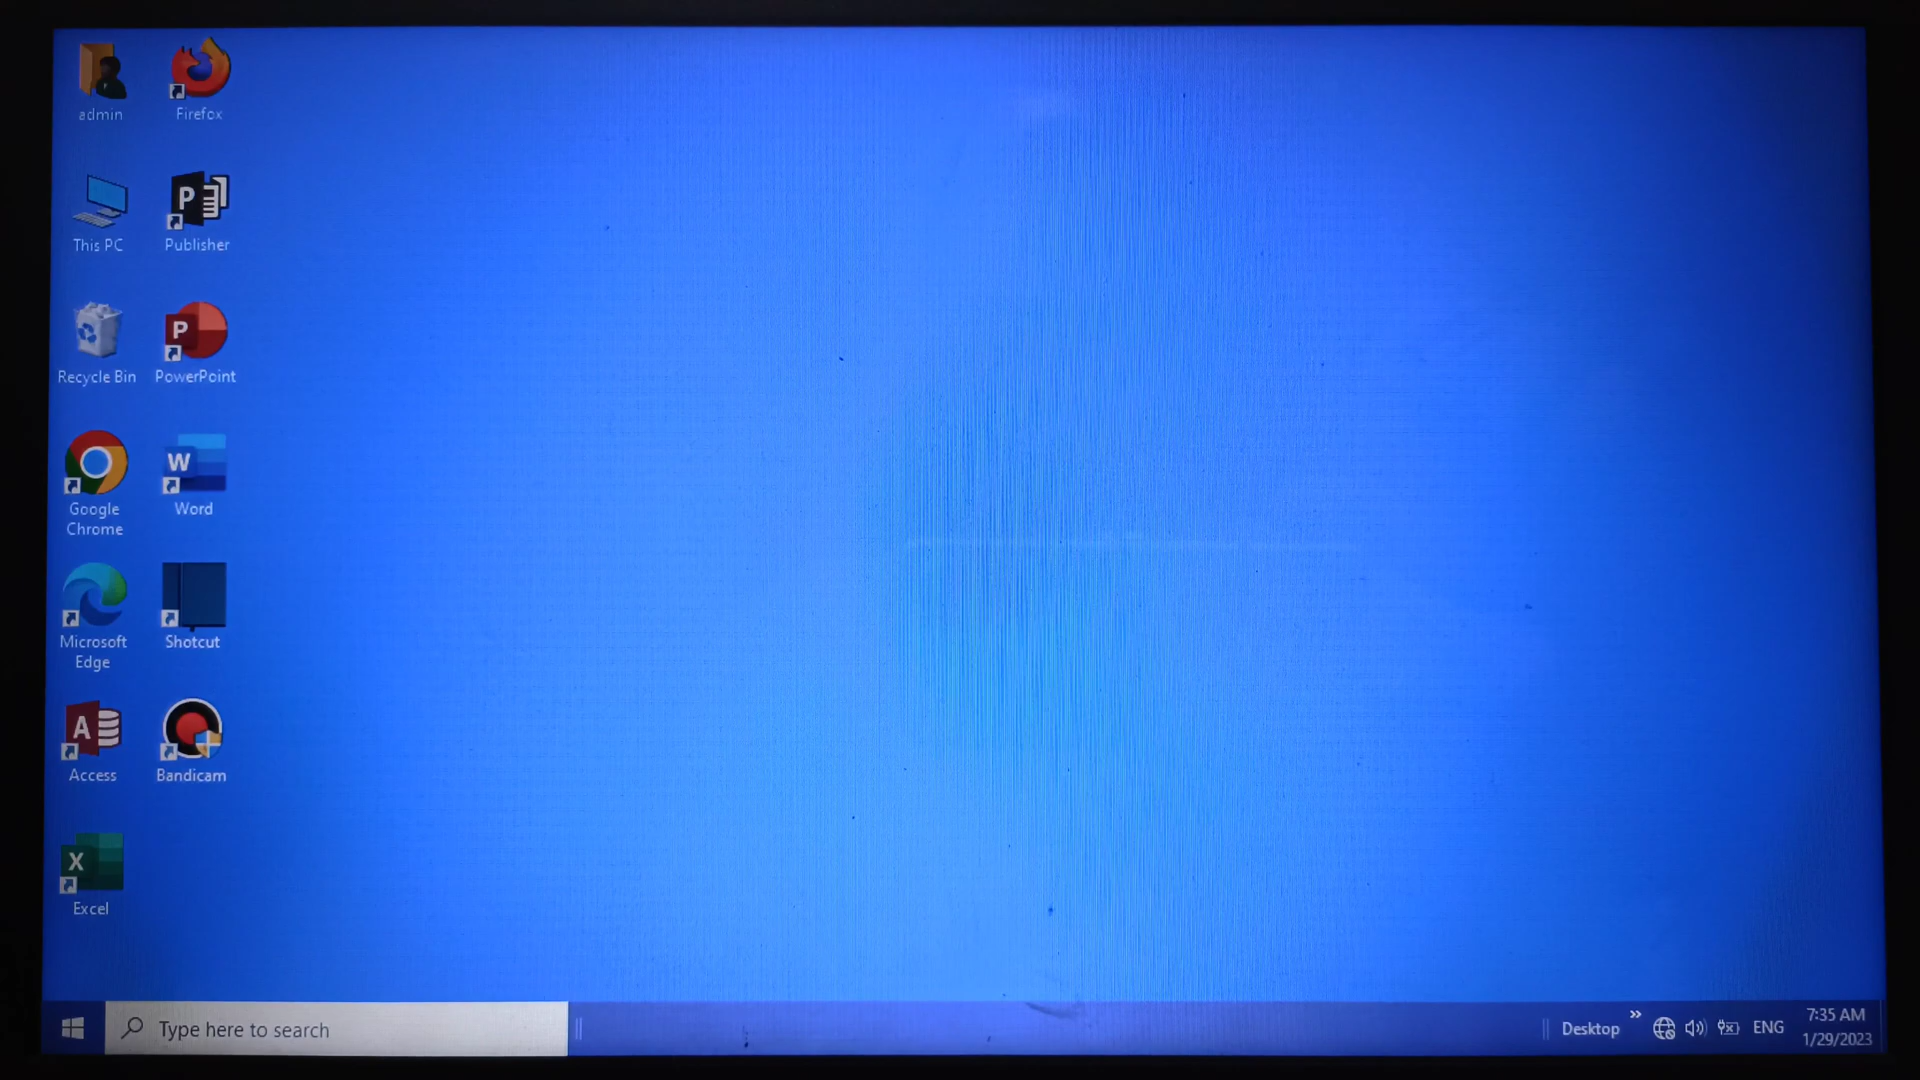 admin
Firefox
This PC
Publisher
Recycle Bin
PowerPoint
Google
Chrome
Word
Microsoft
Edge
Shotcut
Access
Bandicam
Excel
Type here to search
Desktop
ENG
7:35 AM
1/29/2023